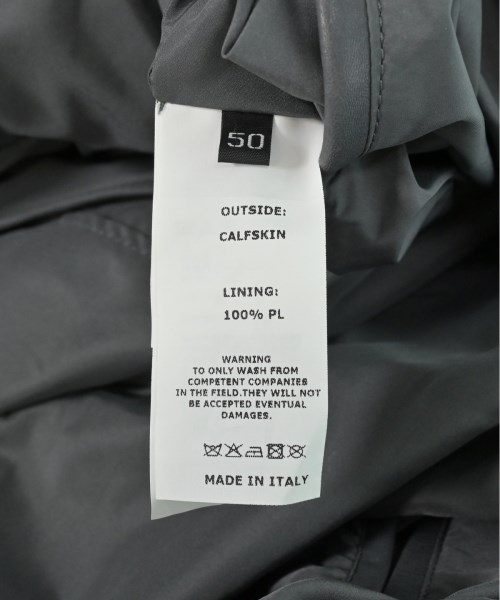 50
OUTSIDE:
CALFSKIN
LINING:
100% PL
WARNING
TO ONLY WASH FROM
COMPETENT COMPANIES
IN THE FIELD.THEY WILL NOT
BE ACCEPTED EVENTUAL
DAMAGES.
MADE IN ITALY